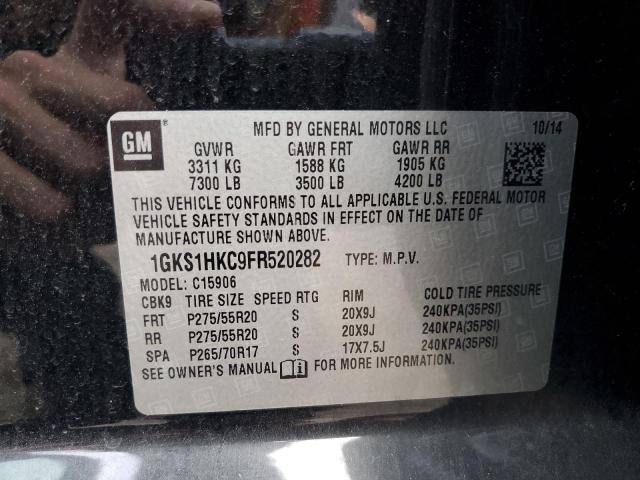 GM®
MFD BY GENERAL MOTORS LLC 10/14
GVWR GAWR FRT GAWR RR
3311 KG 1588 KG 1905 KG
7300 LB 3500 LB 4200 LB
THIS VEHICLE CONFORMS TO ALL APPLICABLE U.S. FEDERAL MOTOR
VEHICLE SAFETY STANDARDS IN EFFECT ON THE DATE OF
MANUFACTURE SHOWN ABOVE.
1GKS1HKC9FR520282 TYPE: M.P.V.
MODEL: C15906
CBK9 TIRE SIZE SPEED RTG RIM COLD TIRE PRESSURE
FRT P275/55R20 S 20X9J 240KPA(35PSI)
RR P275/55R20 S 20X9J 240KPA(35PSI)
SPA P265/70R17 S 17X7.5J 240KPA(35PSI)
SEE OWNER'S MANUAL FOR MORE INFORMATION.